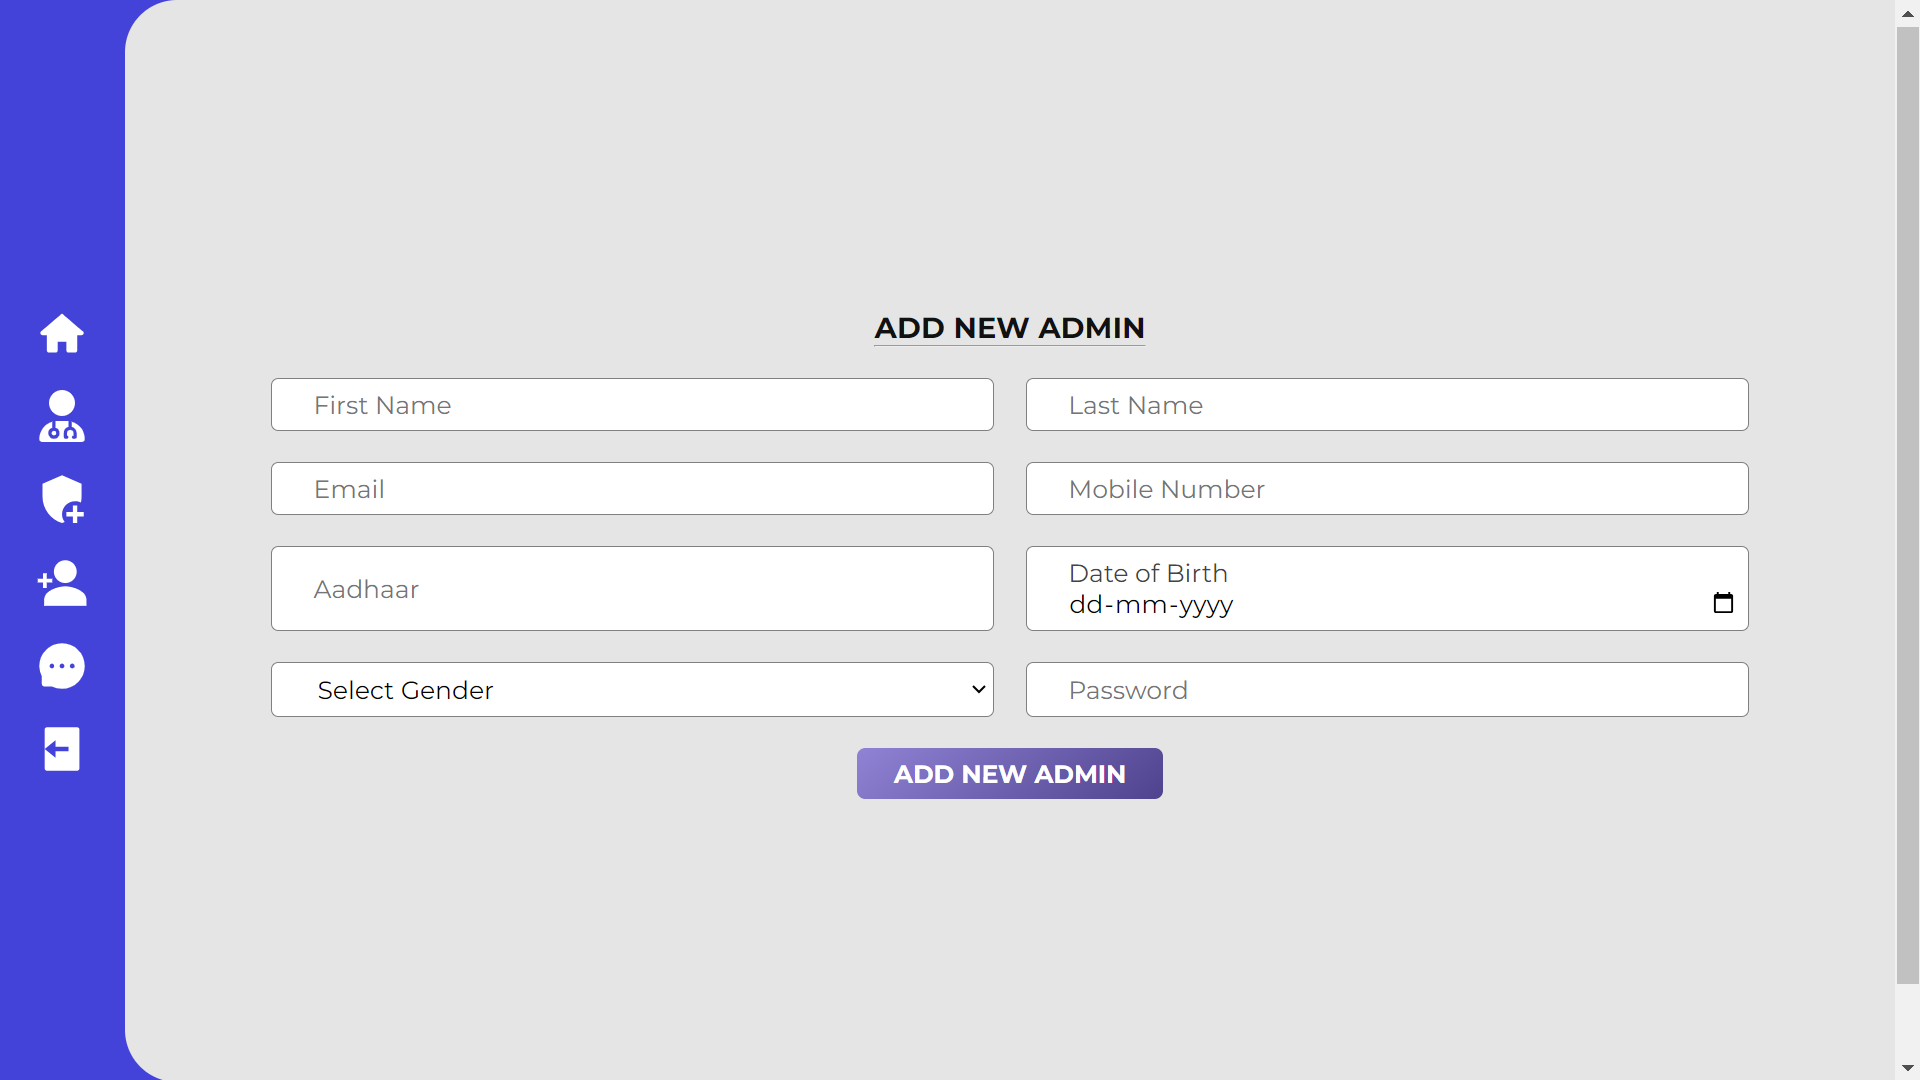 ADD NEW ADMIN
First Name
Last Name
Email
Mobile Number
Aadhaar
Date of Birth
dd-mm-yyyy
Select Gender
Password
ADD NEW ADMIN